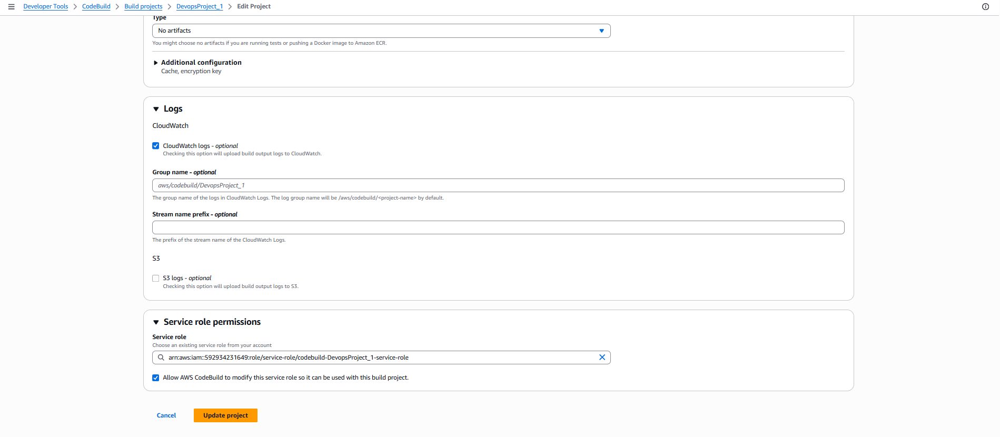 Developer Tools > CodeBuild > Build projects > DevopsProject_1 > Edit Project
Type
No artifacts
You might choose no artifacts if you are running tests or pushing a Docker image to Amazon ECR.
Additional configuration
Cache, encryption key
Logs
CloudWatch
CloudWatch logs - optional
Checking this option will upload build output logs to CloudWatch.
Group name - optional
aws/codebuild/DevopsProject_1
The group name of the logs in CloudWatch Logs. The log group name will be /aws/codebuild/<project-name> by default.
Stream name prefix - optional
The prefix of the stream name of the CloudWatch Logs.
S3
S3 logs - optional
Checking this option will upload build output logs to S3.
Service role permissions
Service role
Choose an existing service role from your account
arn:aws:iam::592934231649:role/service-role/codebuild-DevopsProject_1-service-role
Allow AWS CodeBuild to modify this service role so it can be used with this build project.
Cancel
Update project